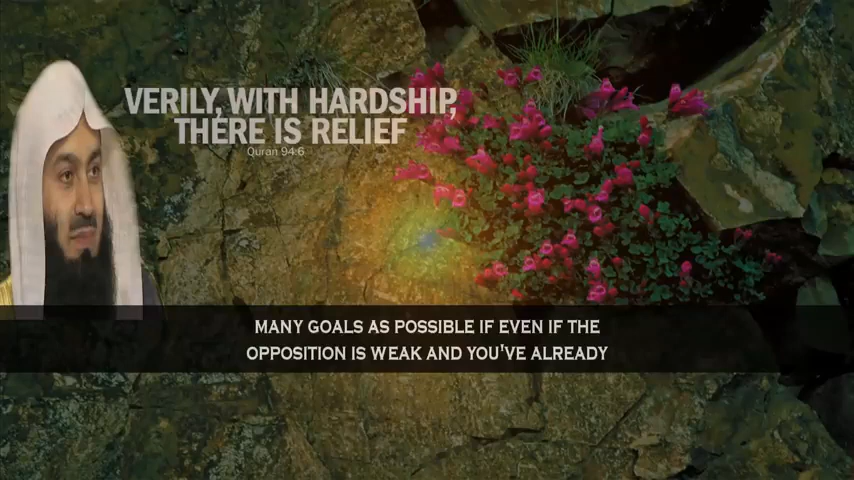 VERILY, WITH HARDSHIP,
THERE IS RELIEF
Quran 94:6
MANY GOALS AS POSSIBLE IF EVEN IF THE
OPPOSITION IS WEAK AND YOU'VE ALREADY